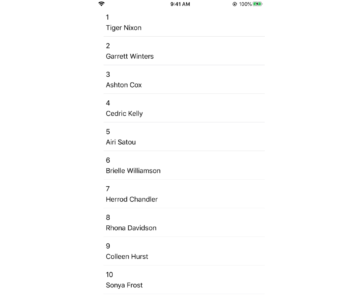 9:41 AM
100%
1
Tiger Nixon
2
Garrett Winters
3
Ashton Cox
4
Cedric Kelly
5
Airi Satou
6
Brielle Williamson
7
Herrod Chandler
8
Rhona Davidson
9
Colleen Hurst
10
Sonya Frost